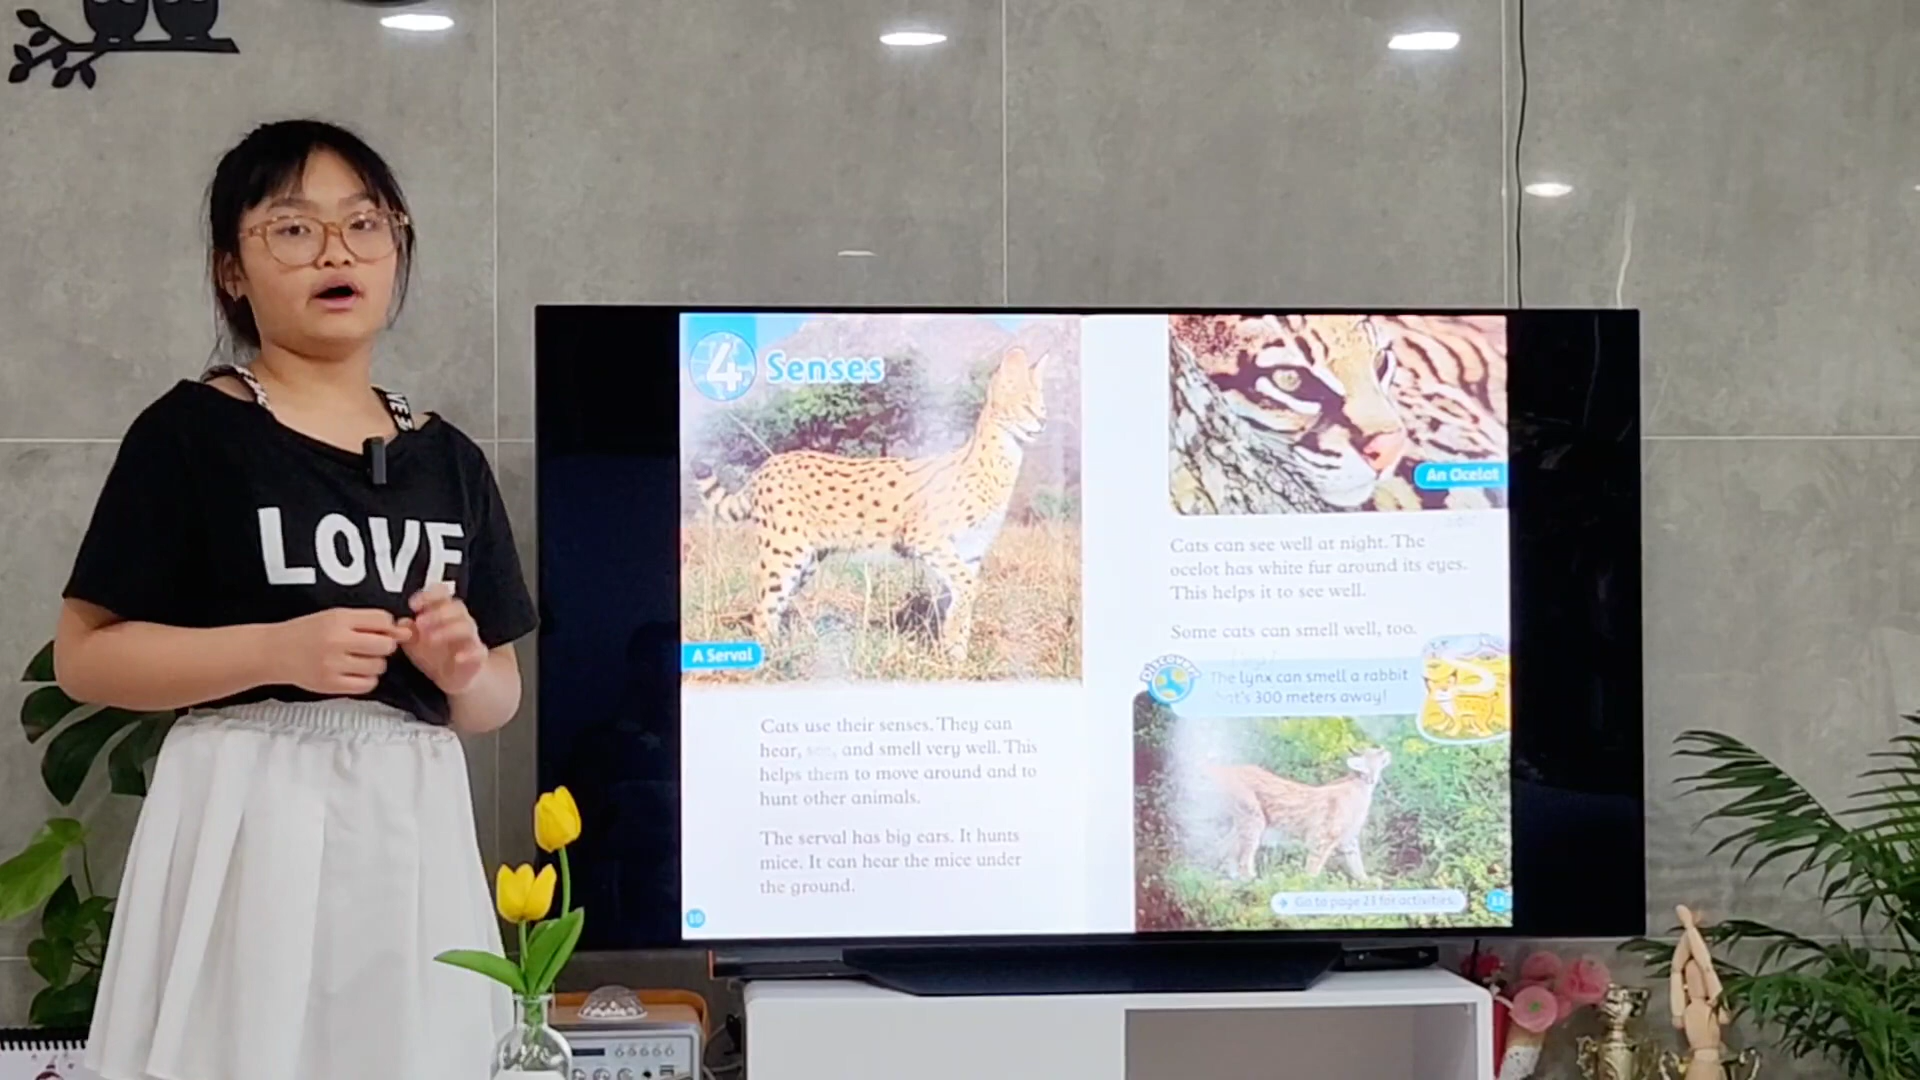 LOVE
4 Senses
A Serval
Cats use their senses. They can
hear, see, and smell very well. This
helps them to move around and to
hunt other animals.
The serval has big ears. It hunts
mice. It can hear the mice under
the ground.
10
An Ocelot
Cats can see well at night. The
ocelot has white fur around its eyes.
This helps it to see well.
Some cats can smell well, too.
DISCOVER
The lynx can smell a rabbit
that's 300 meters away!
Go to page 23 for activities.
11